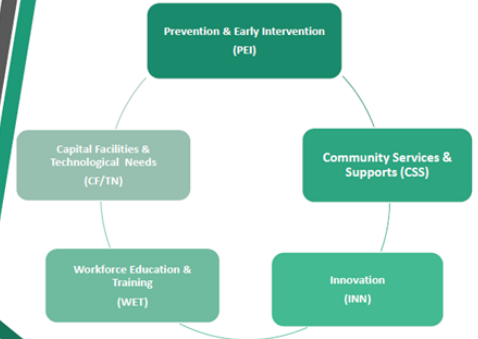 Prevention & Early Intervention
(PEI)
Community Services &
Supports (CSS)
Innovation
(INN)
Workforce Education &
Training
(WET)
Capital Facilities &
Technological Needs
(CF/TN)